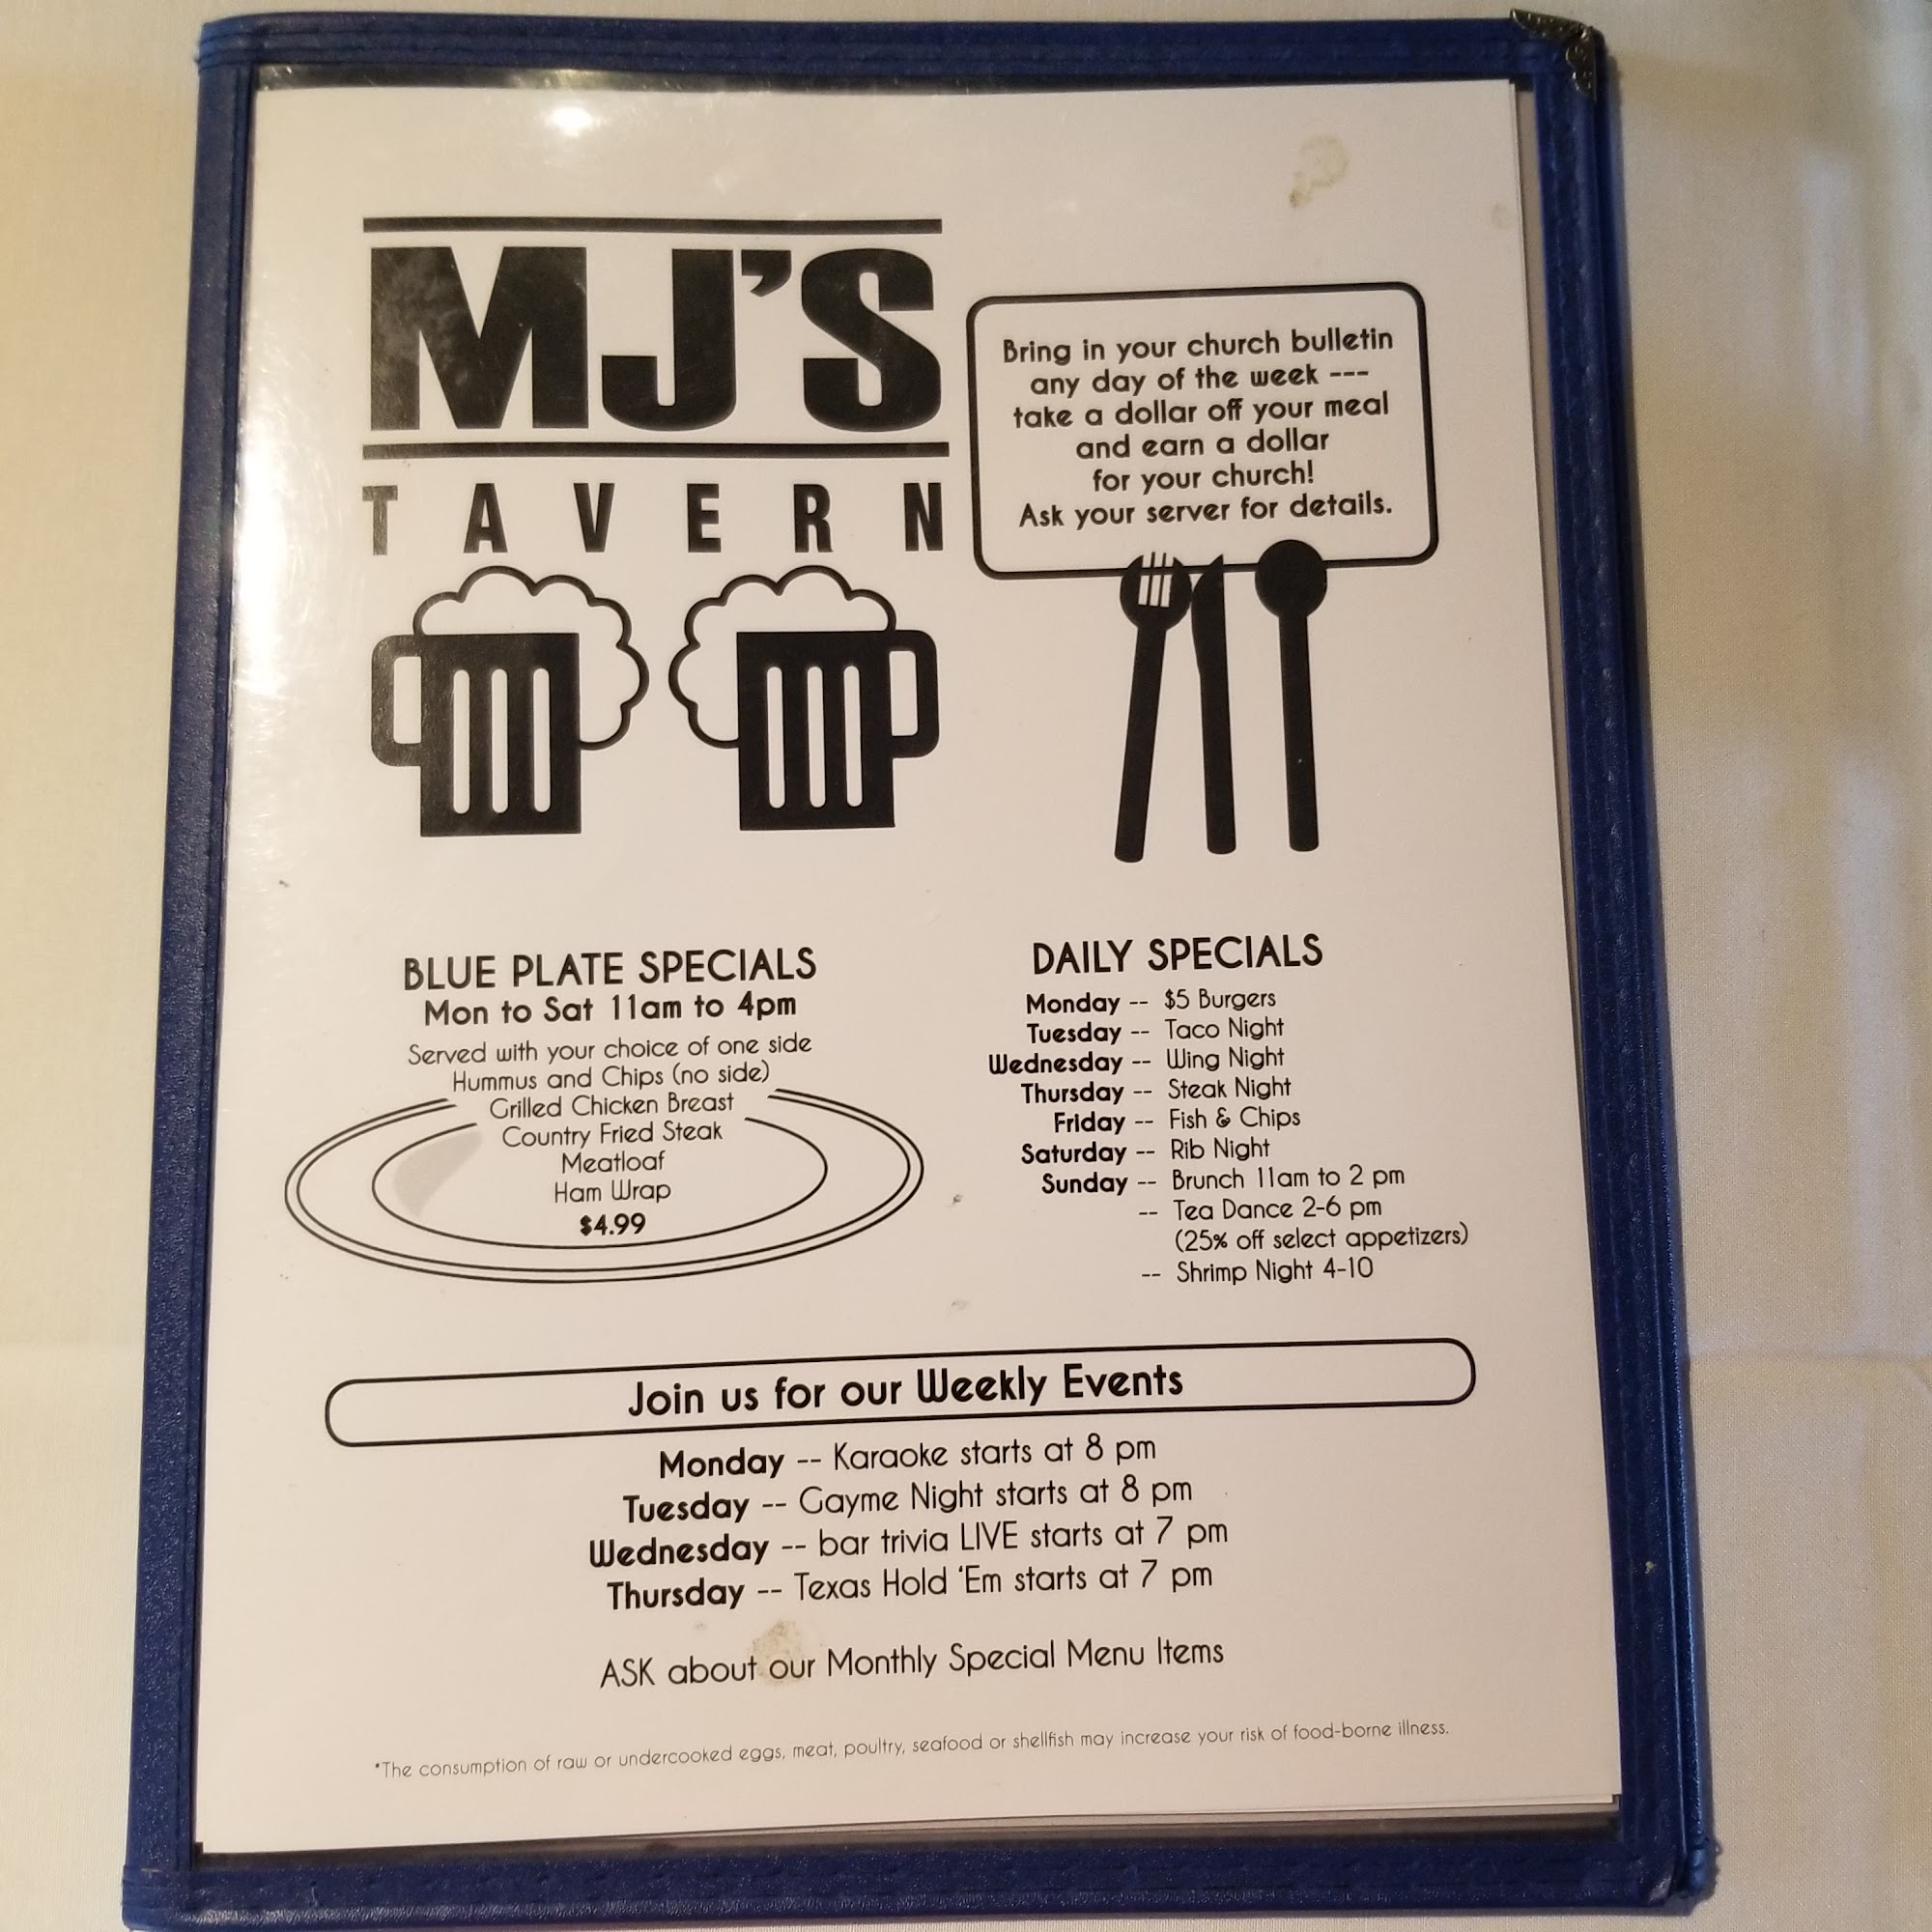 MJ'S
TAVERN
Bring in your church bulletin
any day of the week ---
take a dollar off your meal
and earn a dollar
for your church!
Ask your server for details.
BLUE PLATE SPECIALS
Mon to Sat 11am to 4pm
Served with your choice of one side
Hummus and Chips (no side)
Grilled Chicken Breast
Country Fried Steak
Meatloaf
Ham Wrap
$4.99
DAILY SPECIALS
Monday -- $5 Burgers
Tuesday -- Taco Night
Wednesday -- Wing Night
Thursday -- Steak Night
Friday -- Fish & Chips
Saturday -- Rib Night
Sunday -- Brunch 11am to 2 pm
-- Tea Dance 2-6 pm
(25% off select appetizers)
-- Shrimp Night 4-10
Join us for our Weekly Events
Monday -- Karaoke starts at 8 pm
Tuesday -- Gayme Night starts at 8 pm
Wednesday -- bar trivia LIVE starts at 7 pm
Thursday -- Texas Hold 'Em starts at 7 pm
ASK about our Monthly Special Menu Items
*The consumption of raw or undercooked eggs, meat, poultry, seafood or shellfish may increase your risk of food-borne illness.